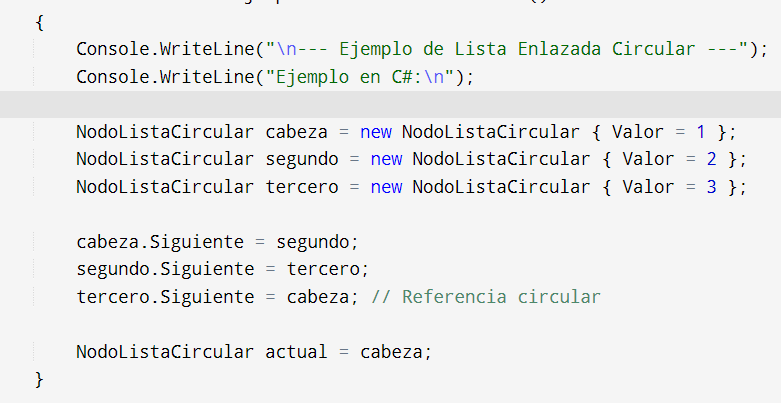 {
Console.WriteLine("\n--- Ejemplo de Lista Enlazada Circular ---");
Console.WriteLine("Ejemplo en C#:\n");
NodoListaCircular cabeza = new NodoListaCircular { Valor = 1 };
NodoListaCircular segundo = new NodoListaCircular { Valor = 2 };
NodoListaCircular tercero = new NodoListaCircular { Valor = 3 };
cabeza.Siguiente = segundo;
segundo.Siguiente = tercero;
tercero.Siguiente = cabeza; // Referencia circular
NodoListaCircular actual = cabeza;
}